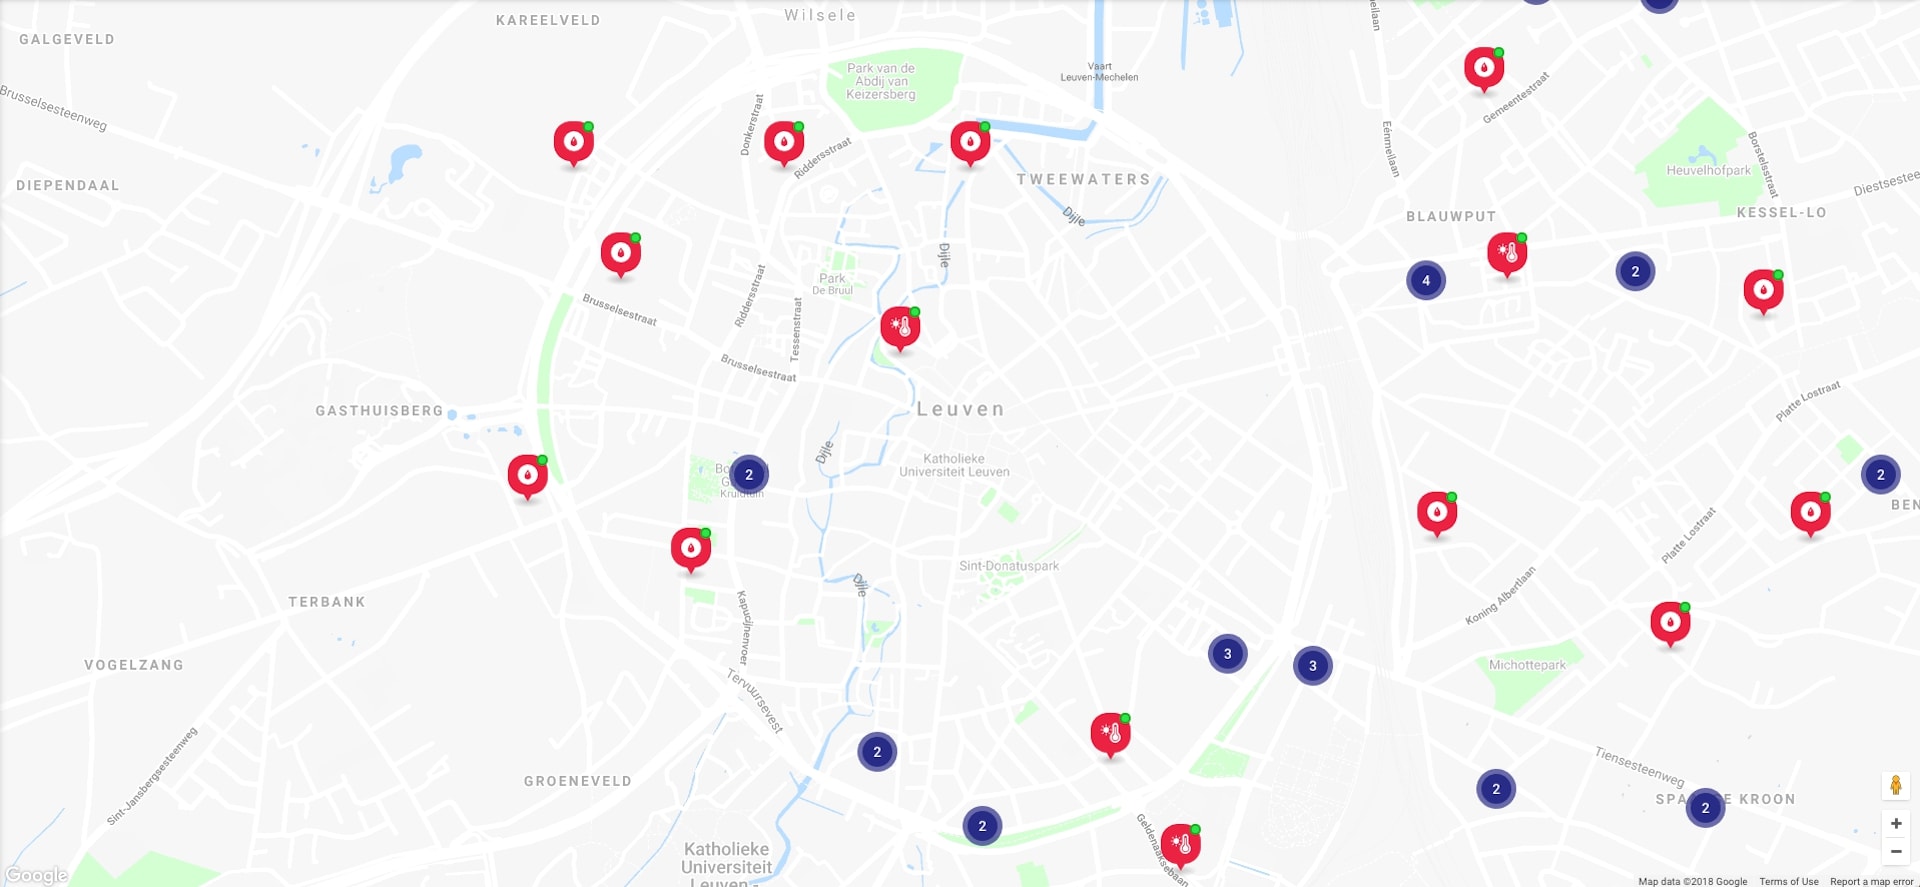 KAREELVELD
Wilsele
GALGEVELD
Vaart
Leuven-Mechelen
Park van de
Abdij van
Keizersberg
Brusselsesteenweg
Donkerstraat
Riddersstraat
Gemeentestraat
Eénmeilaan
Borstelsstraat
Heuvelhofpark
Diestsestee
DIEPENDAAL
TWEEWATERS
Dijle
BLAUWPUT
KESSEL-LO
Dijle
4
2
Park
De Bruul
Riddersstraat
Tessenstraat
Brusselsestraat
Brusselsestraat
Platte Lostraat
GASTHUISBERG
Leuven
Dijle
Katholieke
Universiteit Leuven
2
Kruidtuin
2
BEN
Platte Lostraat
Sint-Donatuspark
Dijle
Koning Albertlaan
TERBANK
Kapucijnenvoer
VOGELZANG
3
3
Michottepark
Tervuursevest
2
Sint-Jansbergsesteenweg
GROENEVELD
Tiensesteenweg
2
SPA
E KROON
2
2
Geldenaaksebaan
Katholieke
Universiteit
Leuven -
Google
Map data ©2018 Google
Terms of Use
Report a map error